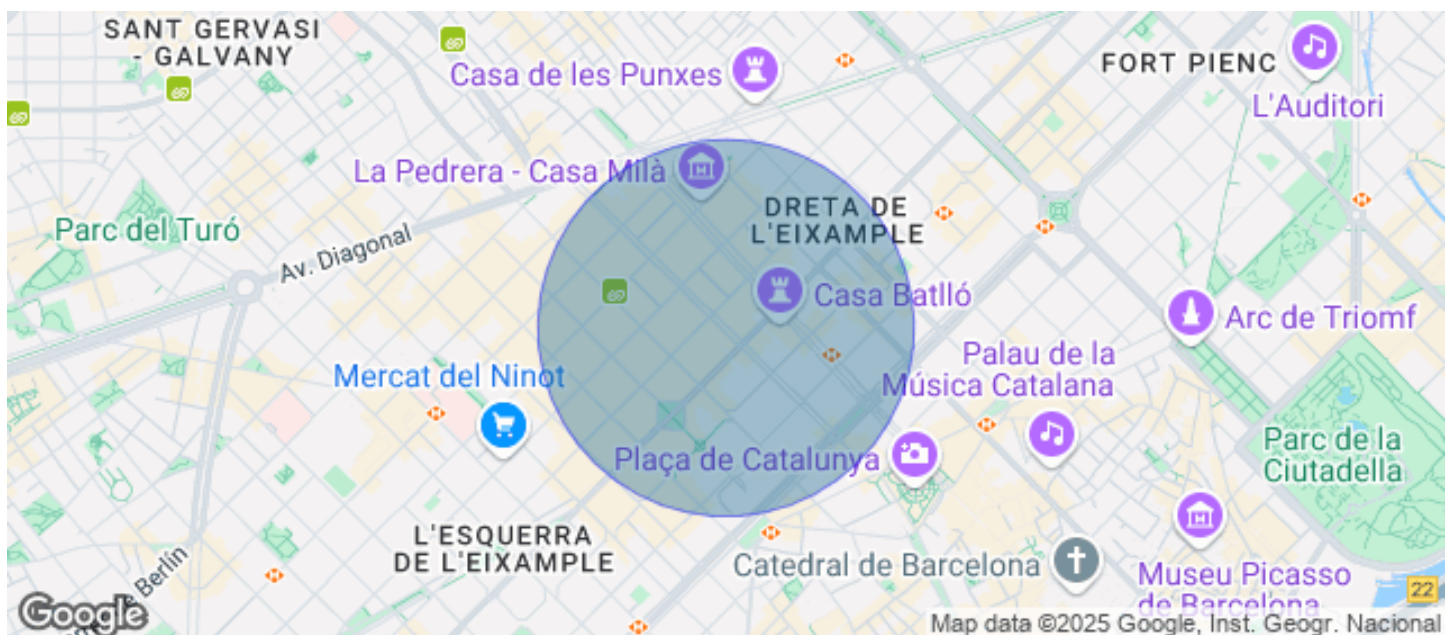 SANT GERVASI
- GALVANY
Casa de les Punxes
FORT PIENC
L'Auditori
La Pedrera - Casa Milà
DRETA DE
L'EIXAMPLE
Parc del Turó
Av. Diagonal
Casa Batlló
Arc de Triomf
Mercat del Ninot
Palau de la
Música Catalana
Plaça de Catalunya
Parc de la
Ciutadella
L'ESQUERRA
DE L'EIXAMPLE
Catedral de Barcelona
Museu Picasso
de Barcelona
Berlín
22
Google
Map data ©2025 Google, Inst. Geogr. Nacional